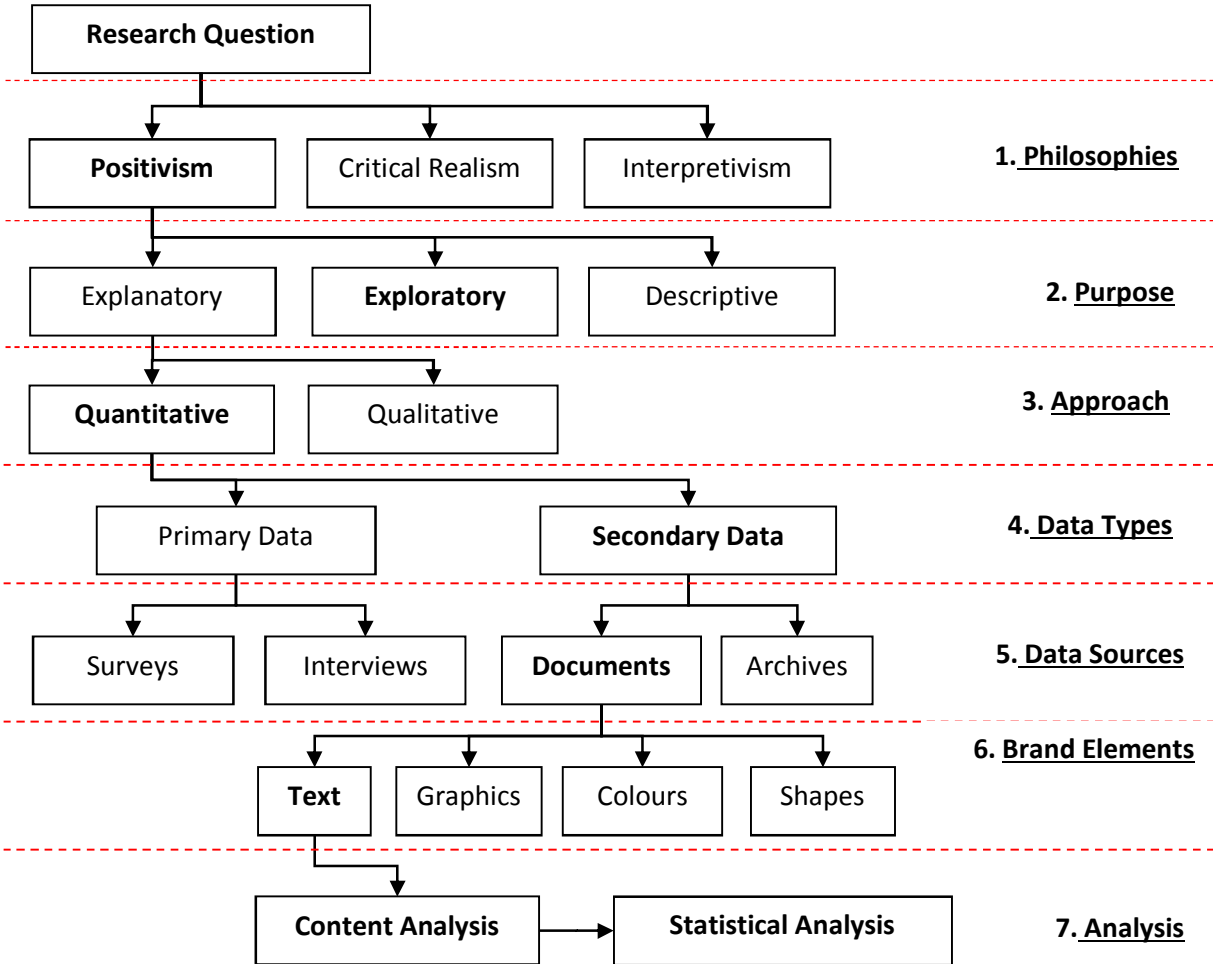 Research Question
Positivism
Critical Realism
Interpretivism
1. Philosophies
Explanatory
Exploratory
Descriptive
2. Purpose
Quantitative
Qualitative
3. Approach
Primary Data
Secondary Data
4. Data Types
Surveys
Interviews
Documents
Archives
5. Data Sources
6. Brand Elements
Text
Graphics
Colours
Shapes
Content Analysis
Statistical Analysis
7. Analysis